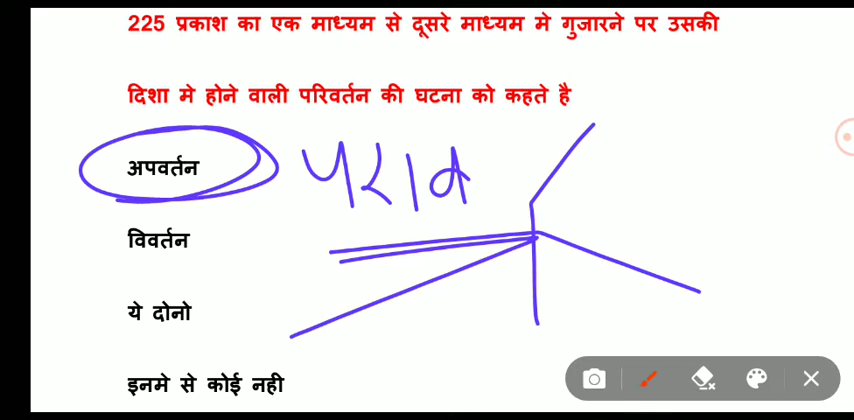 225 प्रकाश का एक माध्यम से दूसरे माध्यम मे गुजारने पर उसकी
दिशा मे होने वाली परिवर्तन की घटना को कहते है
अपवर्तन
विवर्तन
ये दोनो
इनमे से कोई नही